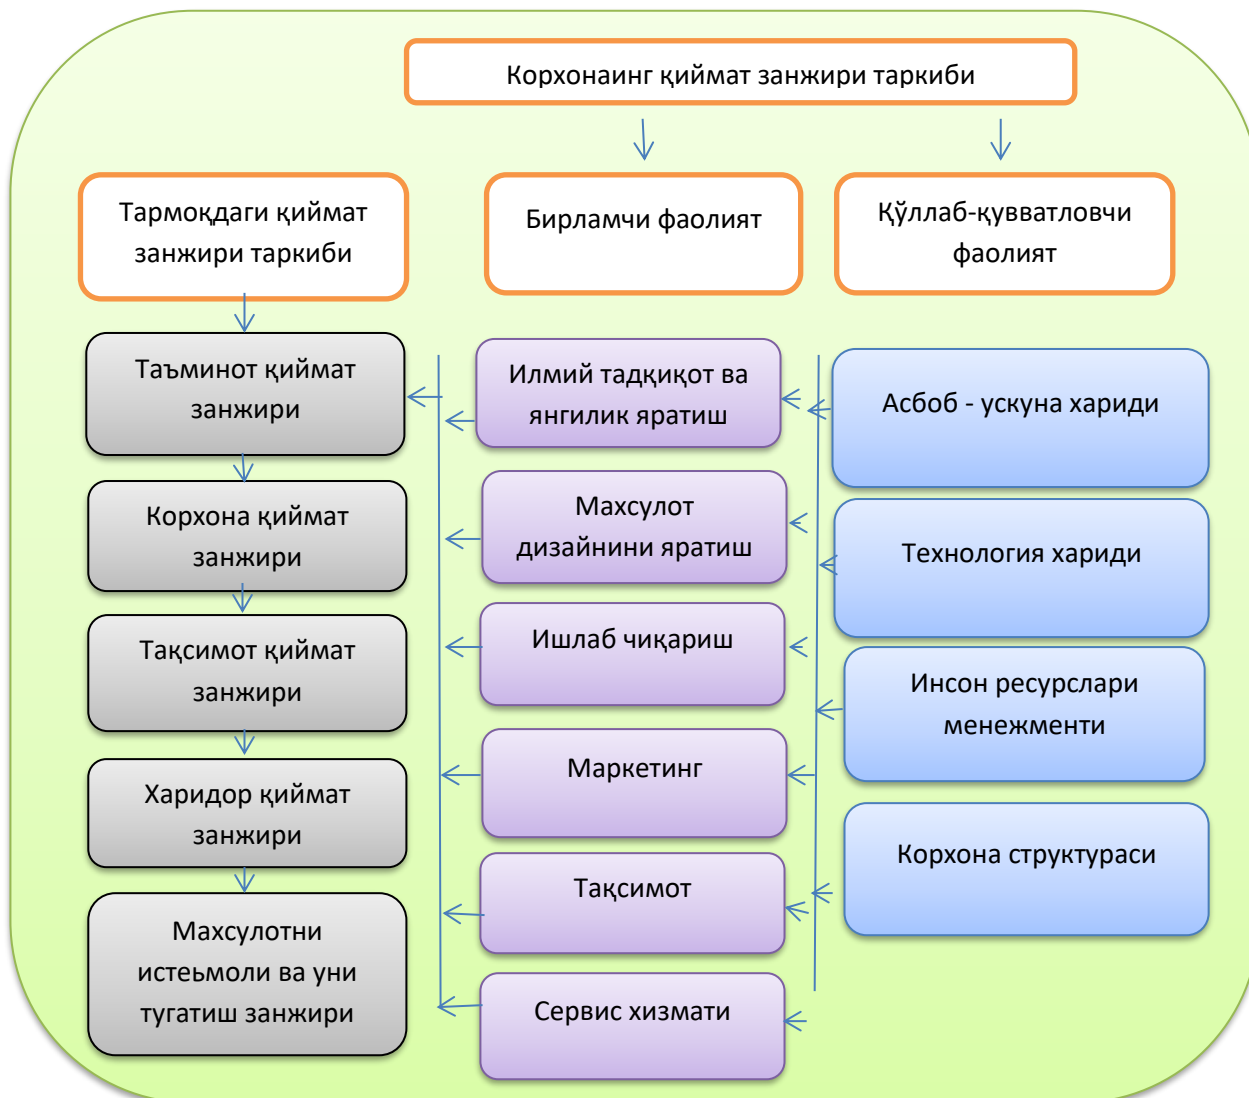 Корхонаинг қиймат занжири таркиби
Тармоқдаги қиймат
занжири таркиби
Бирламчи фаолият
Қўллаб-қувватловчи
фаолият
Таъминот қиймат
занжири
Корхона қиймат
занжири
Тақсимот қиймат
занжири
Харидор қиймат
занжири
Махсулотни
истеьмоли ва уни
тугатиш занжири
Илмий тадқиқот ва
янгилик яратиш
Махсулот
дизайнини яратиш
Ишлаб чиқариш
Маркетинг
Тақсимот
Сервис хизмати
Асбоб - ускуна хариди
Технология хариди
Инсон ресурслари
менежменти
Корхона структураси